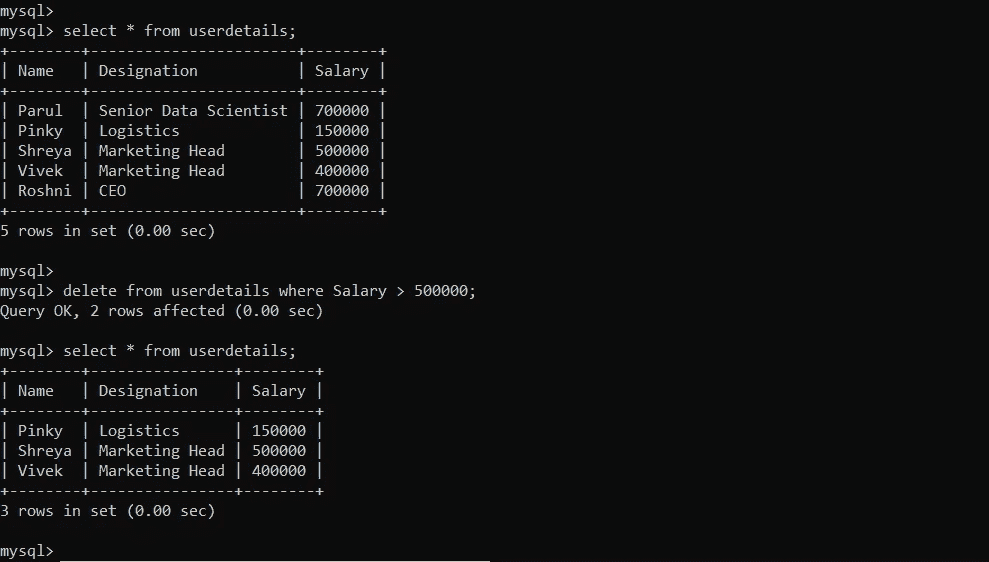 mysql>
mysql> select * from userdetails;
+--------+-----------------------+--------+
| Name   | Designation           | Salary |
+--------+-----------------------+--------+
| Parul  | Senior Data Scientist | 700000 |
| Pinky  | Logistics             | 150000 |
| Shreya | Marketing Head        | 500000 |
| Vivek  | Marketing Head        | 400000 |
| Roshni | CEO                   | 700000 |
+--------+-----------------------+--------+
5 rows in set (0.00 sec)

mysql>
mysql> delete from userdetails where Salary > 500000;
Query OK, 2 rows affected (0.00 sec)

mysql> select * from userdetails;
+--------+----------------+--------+
| Name   | Designation    | Salary |
+--------+----------------+--------+
| Pinky  | Logistics      | 150000 |
| Shreya | Marketing Head | 500000 |
| Vivek  | Marketing Head | 400000 |
+--------+----------------+--------+
3 rows in set (0.00 sec)

mysql>